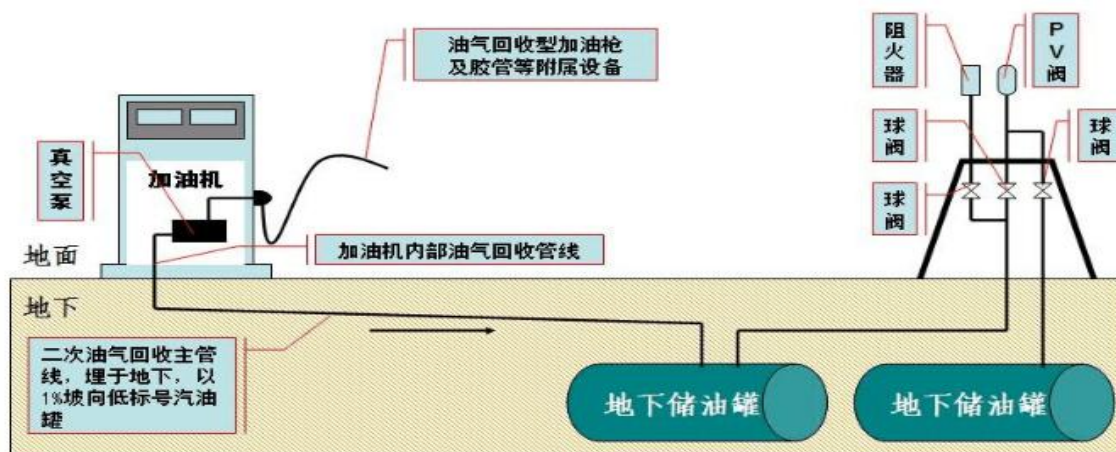 油气回收型加油枪
及胶管等附属设备
阻火器
PV阀
球阀
球阀
球阀
真空泵
加油机
加油机内部油气回收管线
地面
地下
二次油气回收主管
线，埋于地下，以
1%坡向低标号汽油
罐
地下储油罐
地下储油罐